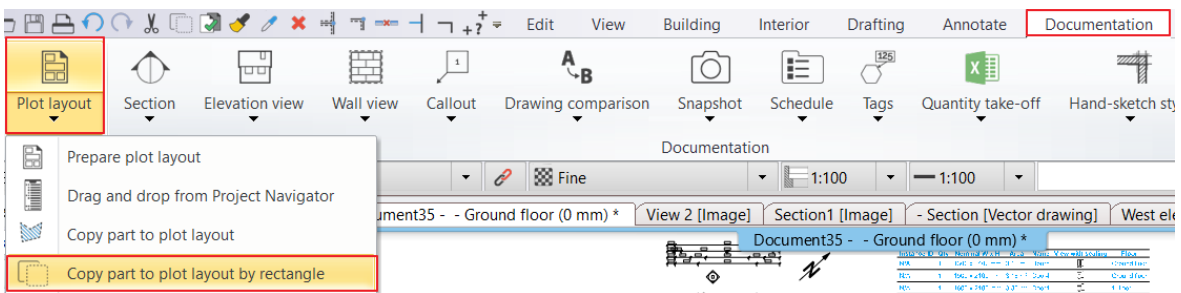 Edit View Building Interior Drafting Annotate Documentation
1 125
A B
Plot layout Section Elevation view Wall view Callout Drawing comparison Snapshot Schedule Tags Quantity take-off Hand-sketch sty
Documentation
Prepare plot layout
Fine 1:100 1:100
Drag and drop from Project Navigator
ument35 - - Ground floor (0 mm) * View 2 [Image] Section1 [Image] - Section [Vector drawing] West ele
Copy part to plot layout
Document35 - - Ground floor (0 mm) *
Copy part to plot layout by rectangle